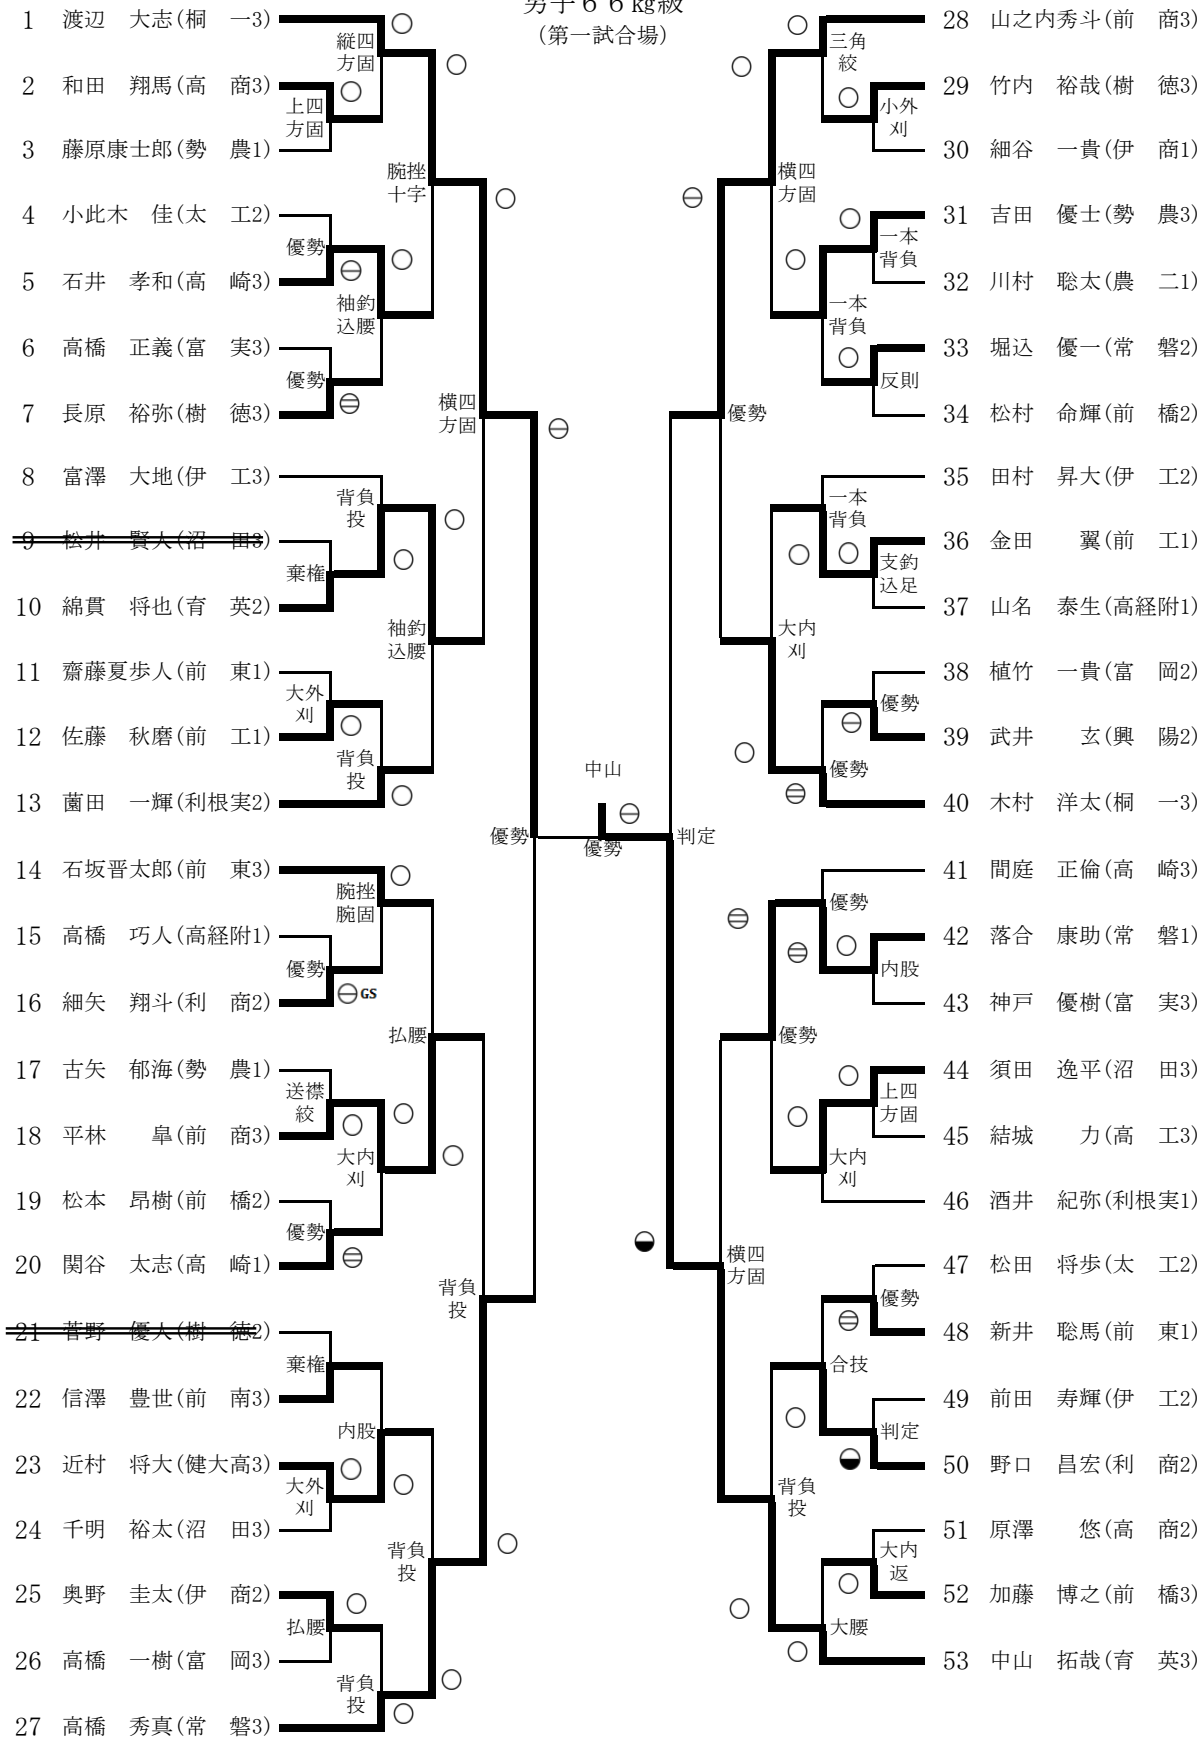 男子６６kg級
(第一試合場)
1 渡辺　大志(桐　一3)
2 和田　翔馬(高　商3)
3 藤原康士郎(勢　農1)
4 小此木　佳(太　工2)
5 石井　孝和(高　崎3)
6 高橋　正義(富　実3)
7 長原　裕弥(樹　徳3)
8 富澤　大地(伊　工3)
9 松井　賢人(沼　田3)
10 綿貫　将也(育　英2)
11 齋藤夏歩人(前　東1)
12 佐藤　秋磨(前　工1)
13 薗田　一輝(利根実2)
14 石坂晋太郎(前　東3)
15 高橋　巧人(高経附1)
16 細矢　翔斗(利　商2)
17 古矢　郁海(勢　農1)
18 平林　　皐(前　商3)
19 松本　昂樹(前　橋2)
20 関谷　太志(高　崎1)
21 菅野　優人(樹　徳2)
22 信澤　豊世(前　南3)
23 近村　将大(健大高3)
24 千明　裕太(沼　田3)
25 奥野　圭太(伊　商2)
26 高橋　一樹(富　岡3)
27 高橋　秀真(常　磐3)
縦四
方固
上四
方固
腕挫
十字
優勢
袖釣
込腰
優勢
横四
方固
背負
投
棄権
袖釣
込腰
大外
刈
背負
投
優勢
腕挫
腕固
優勢
GS
払腰
送襟
絞
大内
刈
優勢
背負
投
棄権
内股
大外
刈
背負
投
払腰
背負
投
中山
優勢
28 山之内秀斗(前　商3)
29 竹内　裕哉(樹　徳3)
30 細谷　一貴(伊　商1)
31 吉田　優士(勢　農3)
32 川村　聡太(農　二1)
33 堀込　優一(常　磐2)
34 松村　命輝(前　橋2)
35 田村　昇大(伊　工2)
36 金田　　翼(前　工1)
37 山名　泰生(高経附1)
38 植竹　一貴(富　岡2)
39 武井　　玄(興　陽2)
40 木村　洋太(桐　一3)
41 間庭　正倫(高　崎3)
42 落合　康助(常　磐1)
43 神戸　優樹(富　実3)
44 須田　逸平(沼　田3)
45 結城　　力(高　工3)
46 酒井　紀弥(利根実1)
47 松田　将歩(太　工2)
48 新井　聡馬(前　東1)
49 前田　寿輝(伊　工2)
50 野口　昌宏(利　商2)
51 原澤　　悠(高　商2)
52 加藤　博之(前　橋3)
53 中山　拓哉(育　英3)
三角
絞
小外
刈
横四
方固
一本
背負
一本
背負
反則
優勢
一本
背負
支釣
込足
大内
刈
優勢
優勢
判定
優勢
内股
優勢
上四
方固
大内
刈
横四
方固
優勢
合技
判定
背負
投
大内
返
大腰